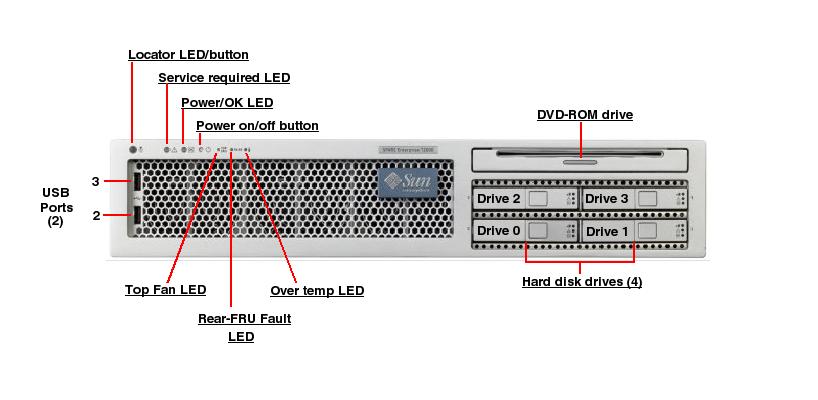 Locator LED/button
Service required LED
Power/OK LED
Power on/off button
DVD-ROM drive
SPARC Enterprise T2000
USB
Ports
(2)
3
2
Sun
Drive 2
Drive 3
Drive 0
Drive 1
Top Fan LED
Over temp LED
Hard disk drives (4)
Rear-FRU Fault
LED